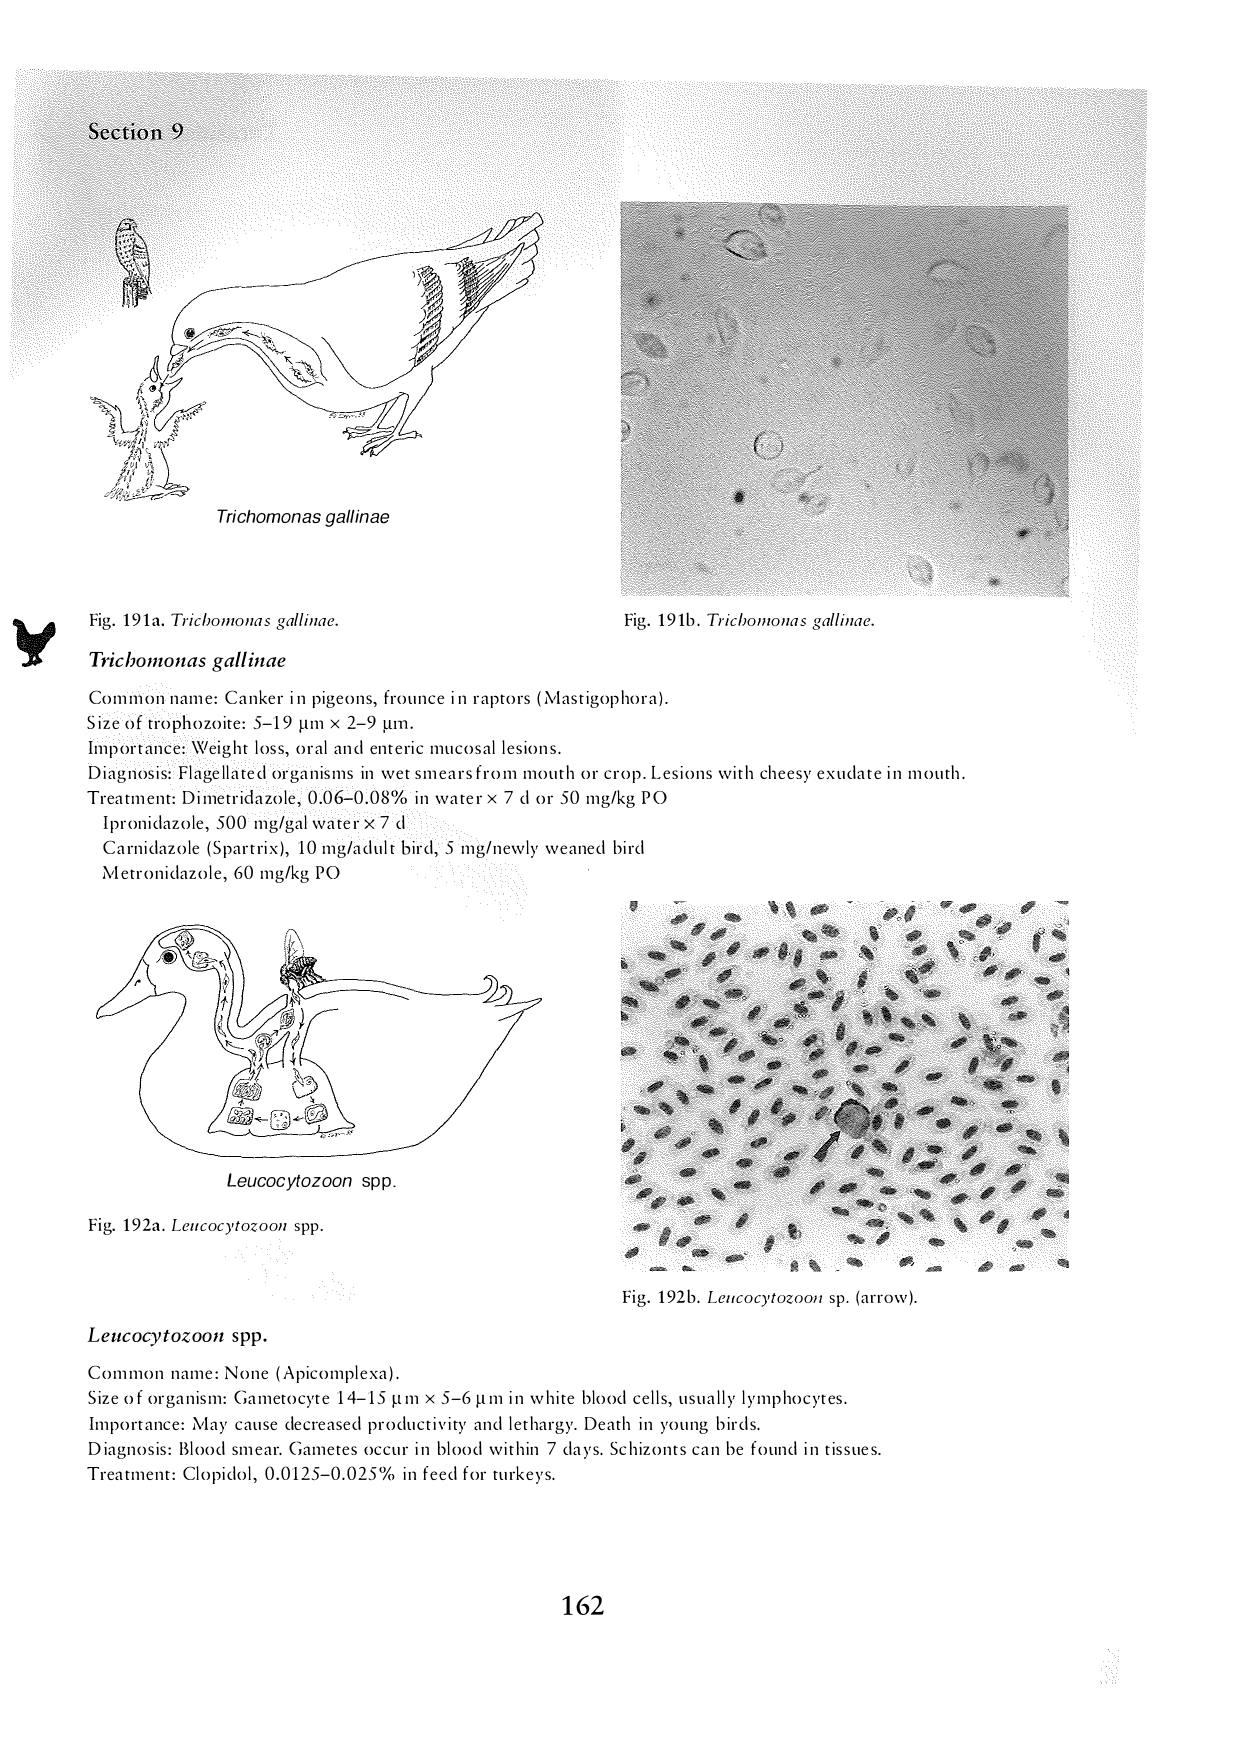 Section 9
Trichomonas gallinae
Fig. 191a. Trichomonas gallinae.
Fig. 191b. Trichomonas gallinae.
Trichomonas gallinae
Common name: Canker in pigeons, frounce in raptors (Mastigophora).
Size of trophozoite: 5–19 µm × 2–9 µm.
Importance: Weight loss, oral and enteric mucosal lesions.
Diagnosis: Flagellated organisms in wet smears from mouth or crop. Lesions with cheesy exudate in mouth.
Treatment: Dimetridazole, 0.06–0.08% in water × 7 d or 50 mg/kg PO
Ipronidazole, 500 mg/gal water × 7 d
Carnidazole (Spartrix), 10 mg/adult bird, 5 mg/newly weaned bird
Metronidazole, 60 mg/kg PO
Leucocytozoon spp.
Fig. 192a. Leucocytozoon spp.
Fig. 192b. Leucocytozoon sp. (arrow).
Leucocytozoon spp.
Common name: None (Apicomplexa).
Size of organism: Gametocyte 14–15 µm × 5–6 µm in white blood cells, usually lymphocytes.
Importance: May cause decreased productivity and lethargy. Death in young birds.
Diagnosis: Blood smear. Gametes occur in blood within 7 days. Schizonts can be found in tissues.
Treatment: Clopidol, 0.0125–0.025% in feed for turkeys.
162